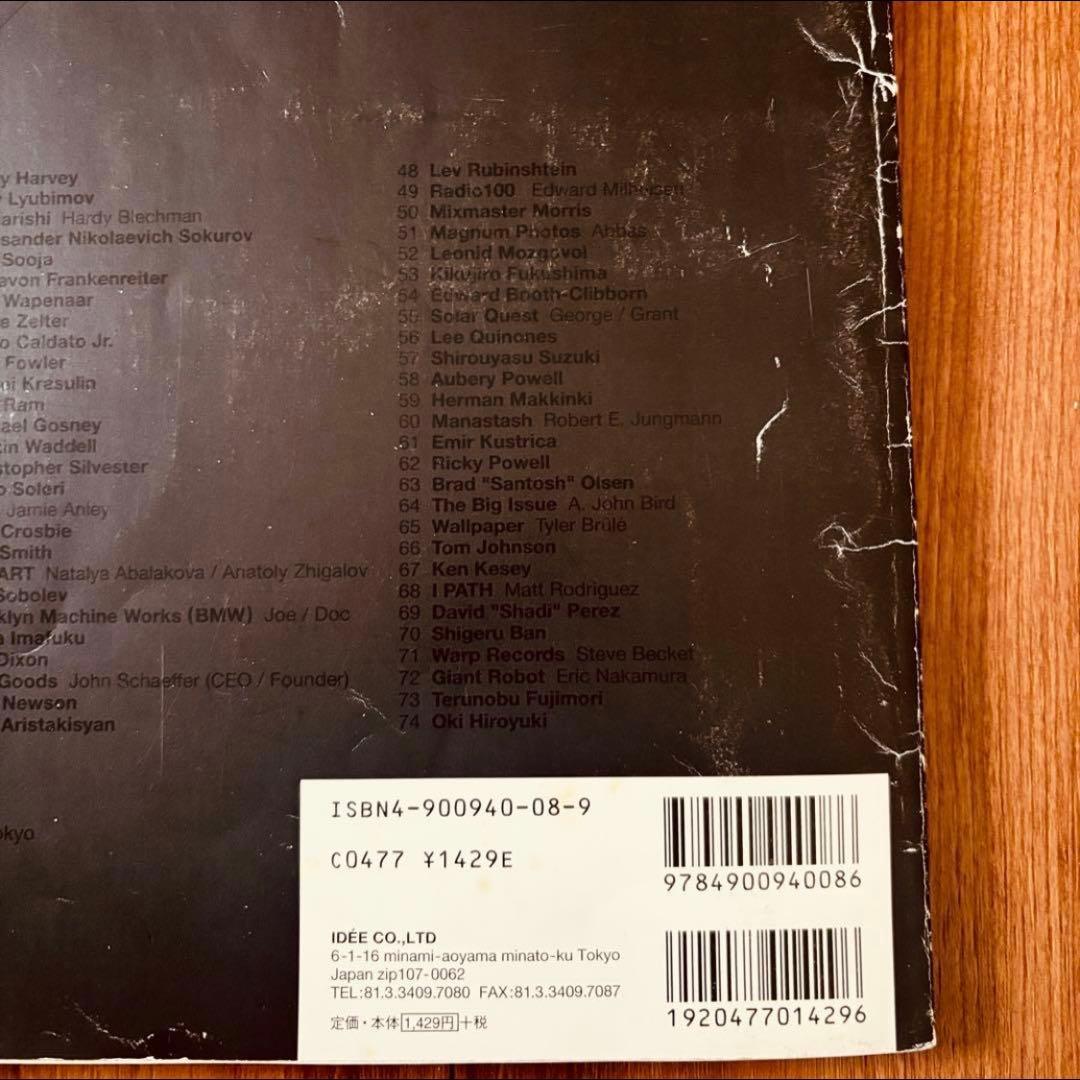 y Harvey
Lyubimov
arishi Hardy Blechman
sander Nikolaevich Sokurov
Sooja
avon Frankenreiter
Wapenaar
e Zelter
o Caldato Jr.
Fowler
ei Kresulin
Ram
ael Gosney
tin Waddell
stopher Silvester
o Soleri
Jamie Anley
Crosbie
Smith
ART Natalya Abalakova / Anatoly Zhigalov
Sobolev
klyn Machine Works (BMW) Joe / Doc
a Imafuku
Dixon
Goods John Schaeffer (CEO / Founder)
Newson
Aristakisyan
okyo
48 Lev Rubinshtein
49 Radio100 Edward Milheisen
50 Mixmaster Morris
51 Magnum Photos Abbas
52 Leonid Mozgovoi
53 Kikujiro Fukushima
54 Edward Booth-Clibborn
55 Solar Quest George / Grant
56 Lee Quinones
57 Shirouyasu Suzuki
58 Aubery Powell
59 Herman Makkinki
60 Manastash Robert E. Jungmann
61 Emir Kustrica
62 Ricky Powell
63 Brad "Santosh" Olsen
64 The Big Issue A. John Bird
65 Wallpaper Tyler Brûlé
66 Tom Johnson
67 Ken Kesey
68 I PATH Matt Rodriguez
69 David "Shadi" Perez
70 Shigeru Ban
71 Warp Records Steve Becket
72 Giant Robot Eric Nakamura
73 Terunobu Fujimori
74 Oki Hiroyuki
ISBN4-900940-08-9
C0477 ¥1429E
9784900940086
IDÉE CO.,LTD
6-1-16 minami-aoyama minato-ku Tokyo
Japan zip107-0062
TEL:81.3.3409.7080 FAX:81.3.3409.7087
定価・本体1,429円+税
1920477014296